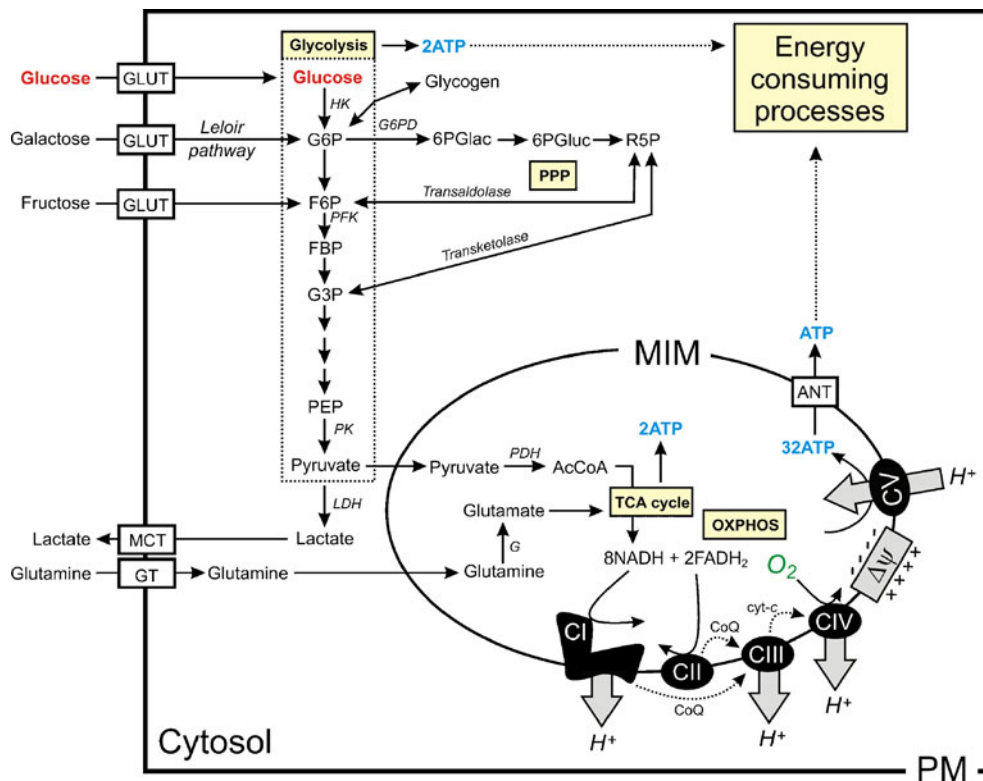 Glycolysis
2ATP
Energy
consuming
processes
Glucose
GLUT
Glucose
Glycogen
HK
Galactose
GLUT
Leloir
pathway
G6P
G6PD
6PGlac
6PGluc
R5P
PPP
Fructose
GLUT
F6P
Transaldolase
PFK
FBP
Transketolase
G3P
ATP
MIM
ANT
PEP
PK
2ATP
32ATP
Pyruvate
Pyruvate
PDH
AcCoA
CV
H+
LDH
Glutamate
TCA cycle
OXPHOS
Lactate
MCT
Lactate
G
8NADH + 2FADH2
O2
- - - -
Δψ
+ + + + +
Glutamine
GT
Glutamine
Glutamine
CI
CoQ
cyt-c
CIV
CII
CIII
CoQ
H+
H+
H+
Cytosol
PM